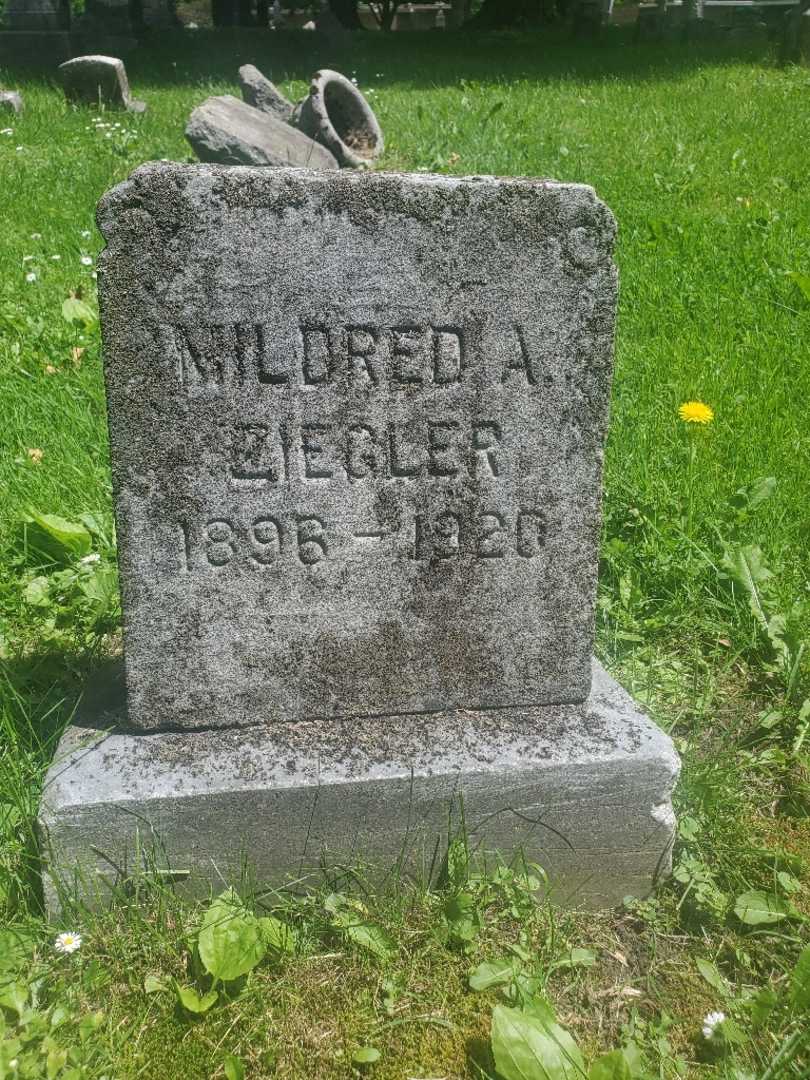 MILDRED A.
ZIEGLER
1896 – 1920